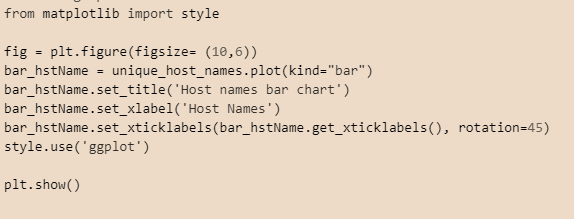 from matplotlib import style
fig = plt.figure(figsize= (10,6))
bar_hstName = unique_host_names.plot(kind="bar")
bar_hstName.set_title('Host names bar chart')
bar_hstName.set_xlabel('Host Names')
bar_hstName.set_xticklabels(bar_hstName.get_xticklabels(), rotation=45)
style.use('ggplot')
plt.show()